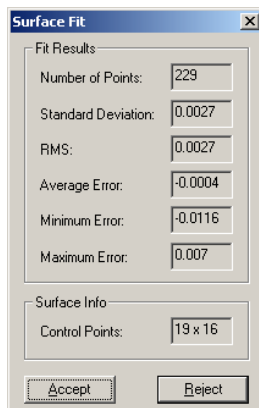 Surface Fit
Fit Results
Number of Points: 229
Standard Deviation: 0.0027
RMS: 0.0027
Average Error: -0.0004
Minimum Error: -0.0116
Maximum Error: 0.007
Surface Info
Control Points: 19 x 16
Accept Reject